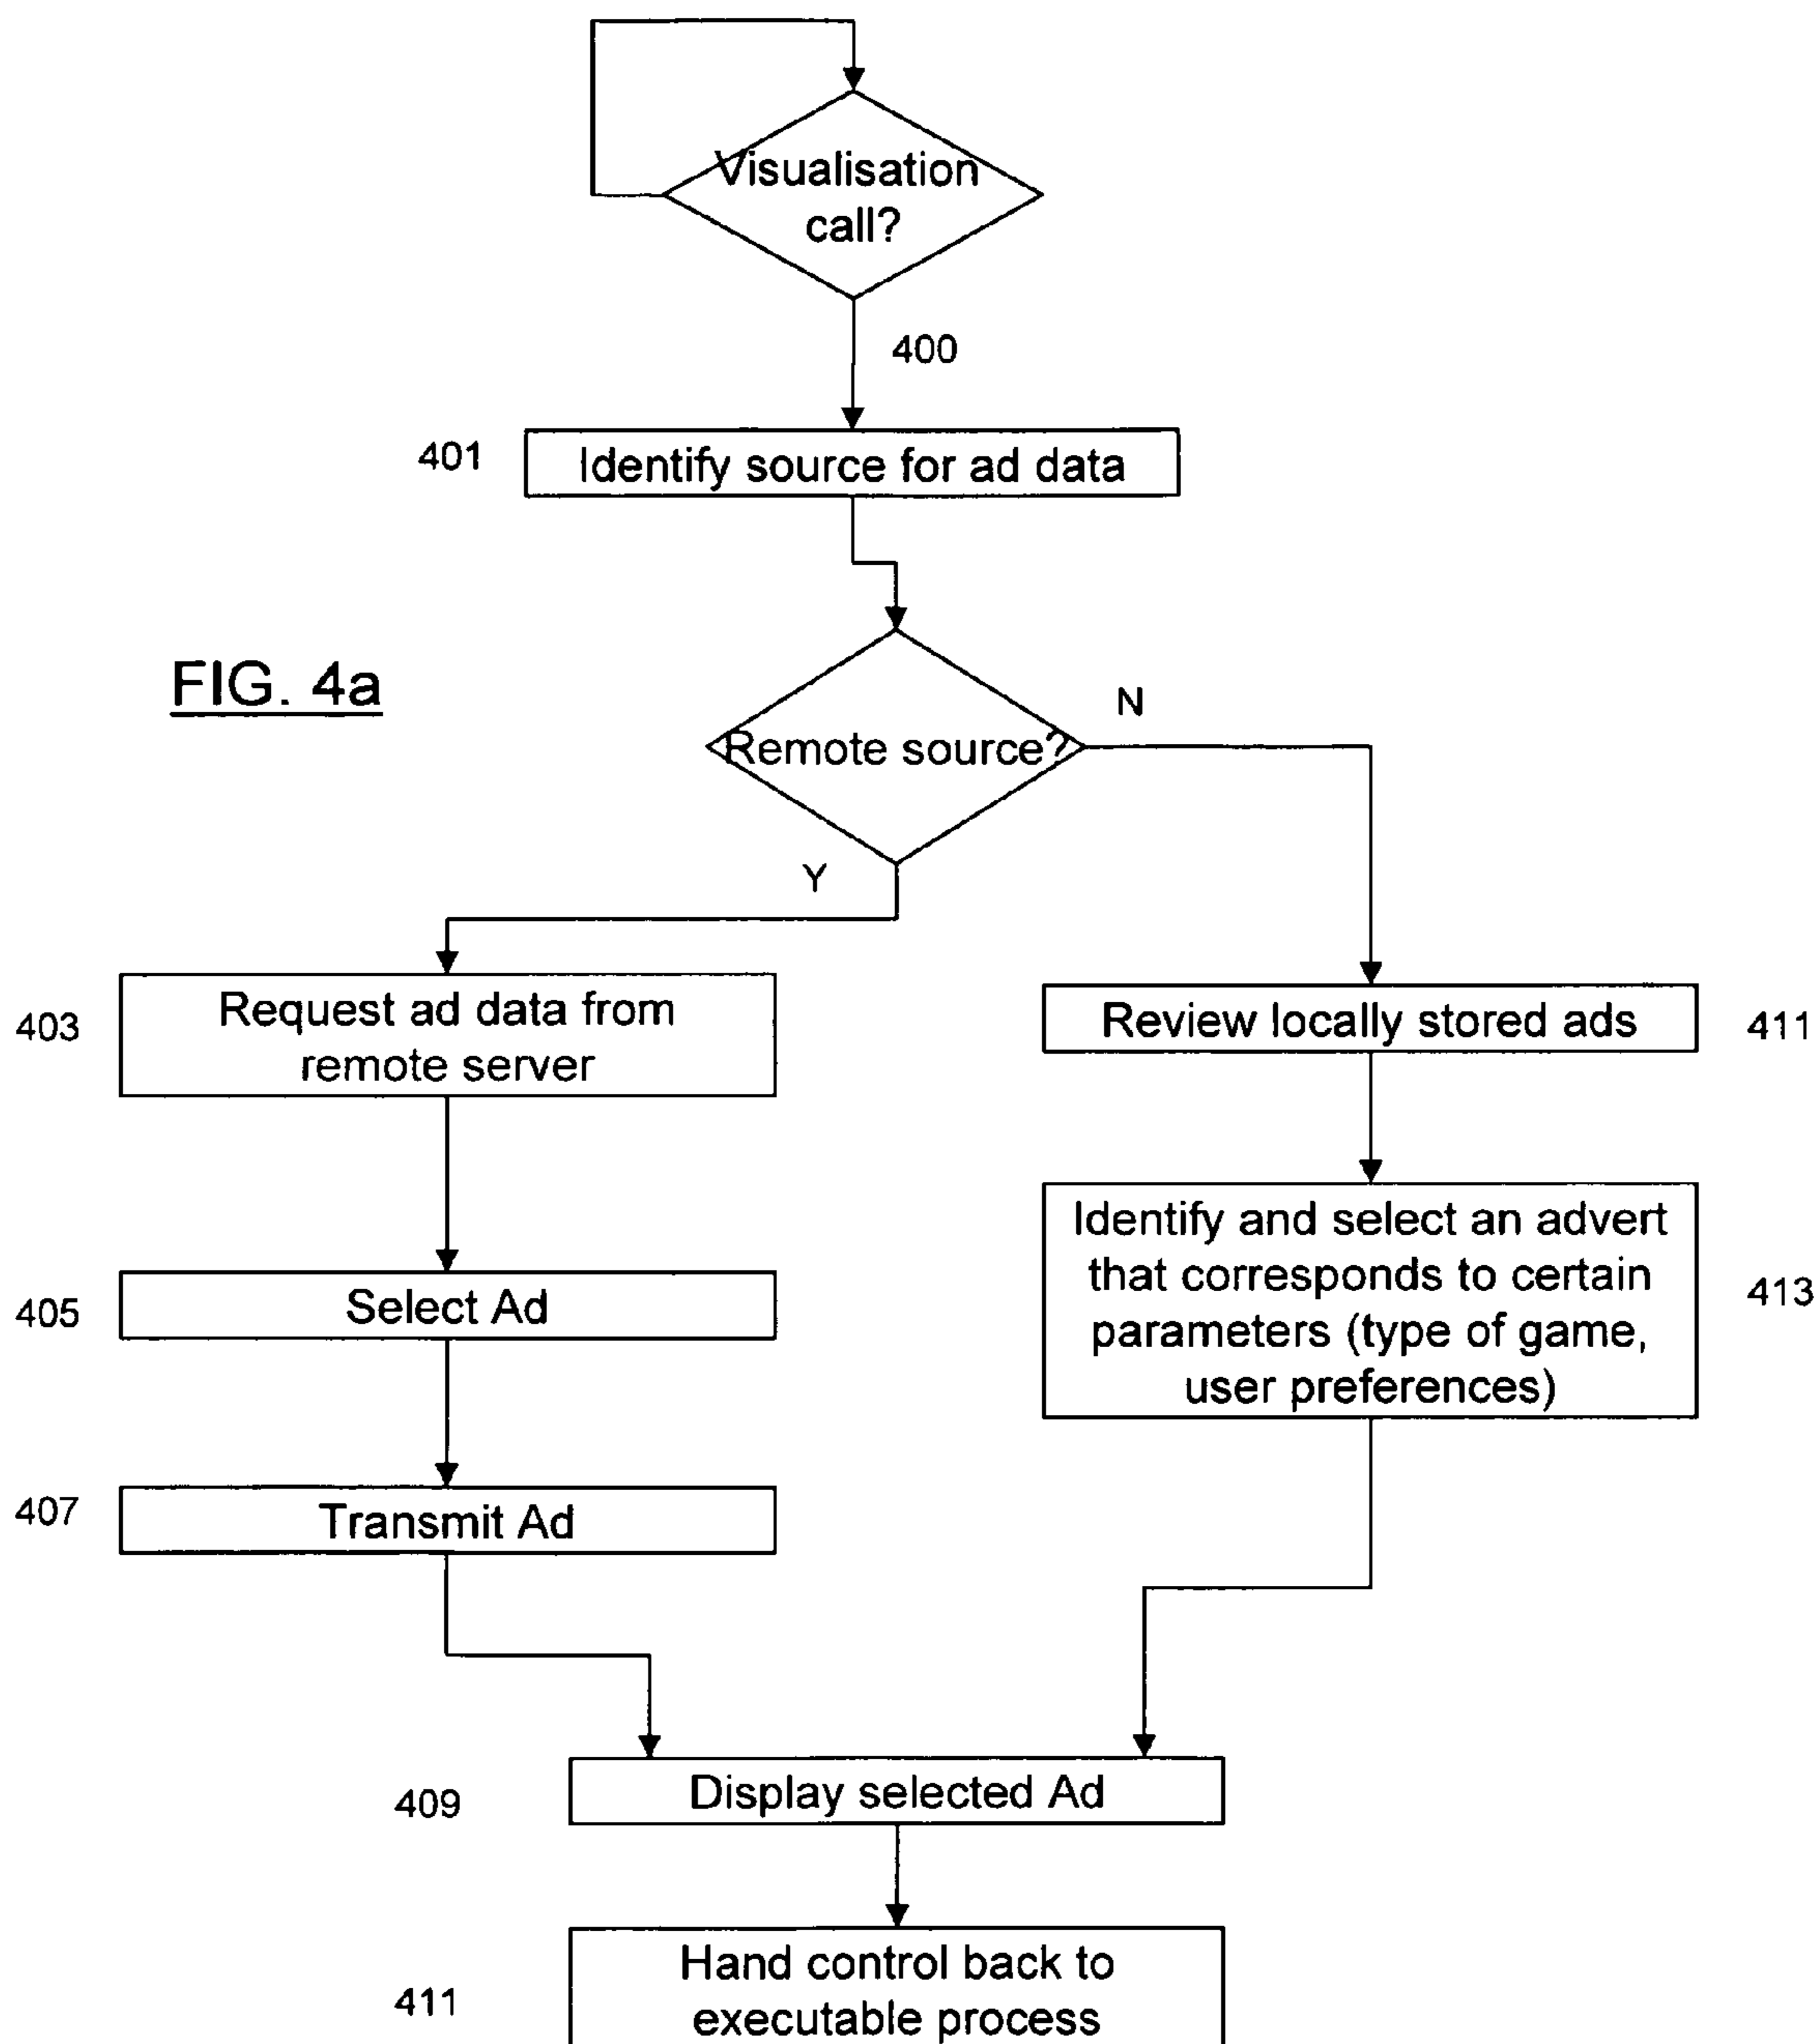 Visualisation
call?
400
401
Identify source for ad data
FIG. 4a
N
Remote source?
Y
403
Request ad data from
remote server
Review locally stored ads
411
405
Select Ad
Identify and select an advert
that corresponds to certain
parameters (type of game,
user preferences)
413
407
Transmit Ad
409
Display selected Ad
411
Hand control back to
executable process